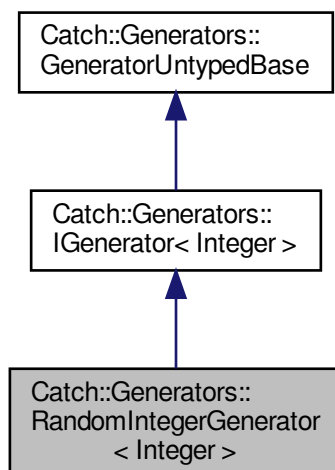 Catch::Generators::
GeneratorUntypedBase
Catch::Generators::
IGenerator< Integer >
Catch::Generators::
RandomIntegerGenerator
< Integer >